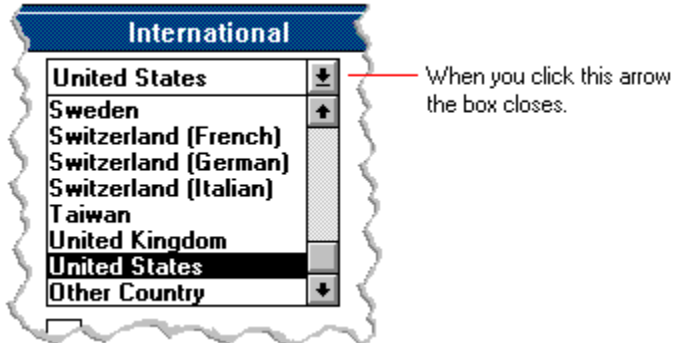 International
United States
When you click this arrow
the box closes.
Sweden
Switzerland (French)
Switzerland (German)
Switzerland (Italian)
Taiwan
United Kingdom
United States
Other Country